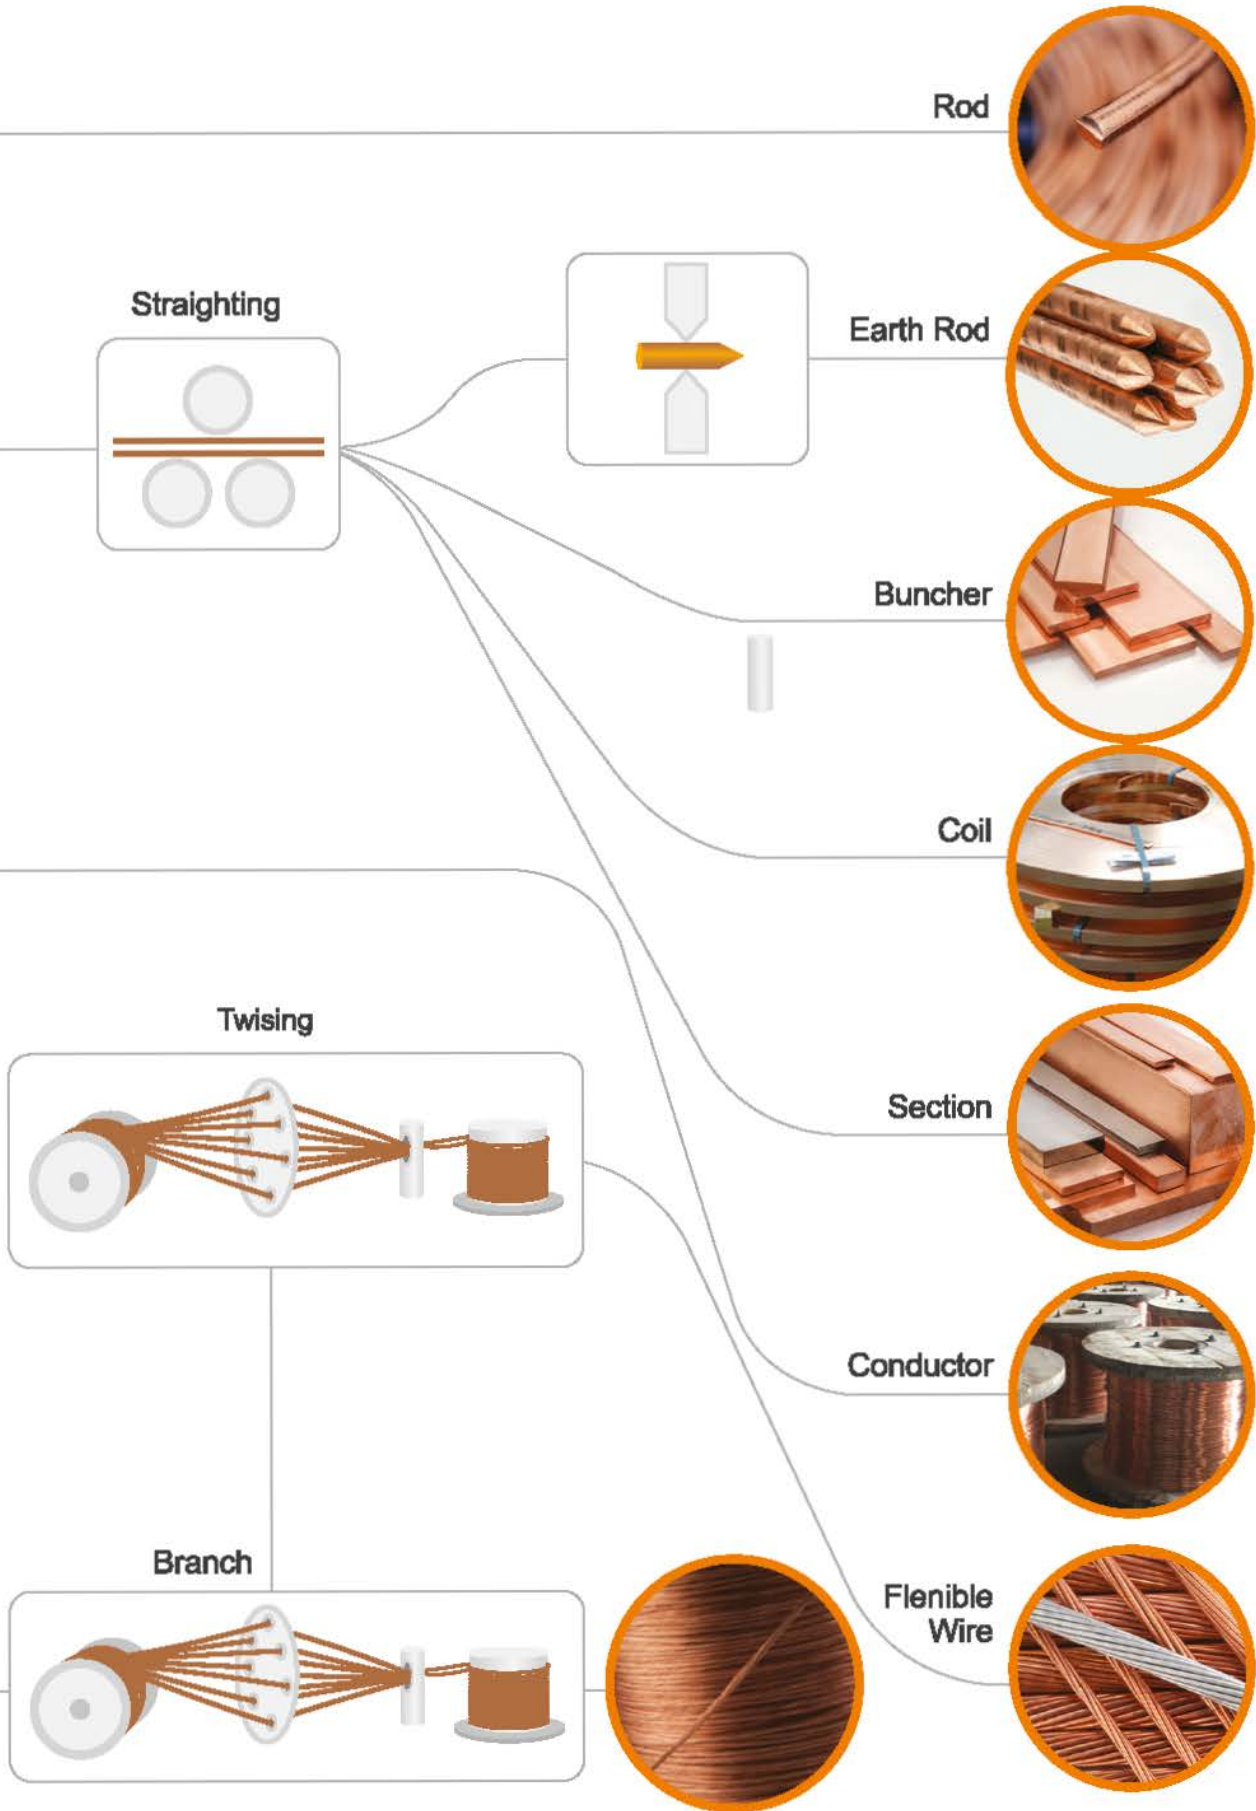 Rod
Straighting
Earth Rod
Buncher
Coil
Twising
Section
Conductor
Branch
Flenible
Wire